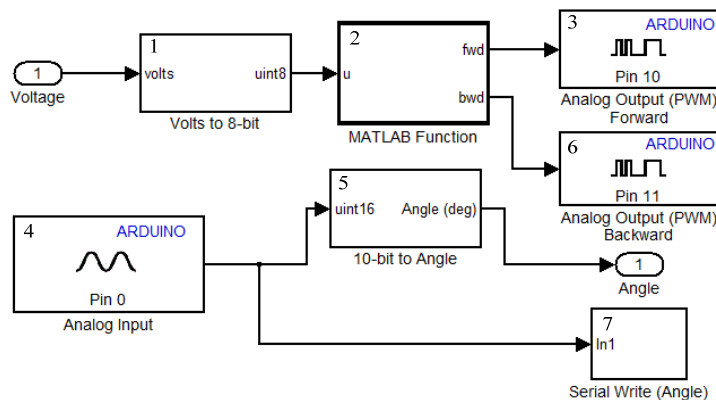 1
Voltage
1
volts
uint8
Volts to 8-bit
2
u
fwd
bwd
MATLAB Function
3
ARDUINO
Pin 10
Analog Output (PWM)
Forward
6
ARDUINO
Pin 11
Analog Output (PWM)
Backward
4
ARDUINO
Pin 0
Analog Input
5
uint16
Angle (deg)
10-bit to Angle
1
Angle
7
In1
Serial Write (Angle)